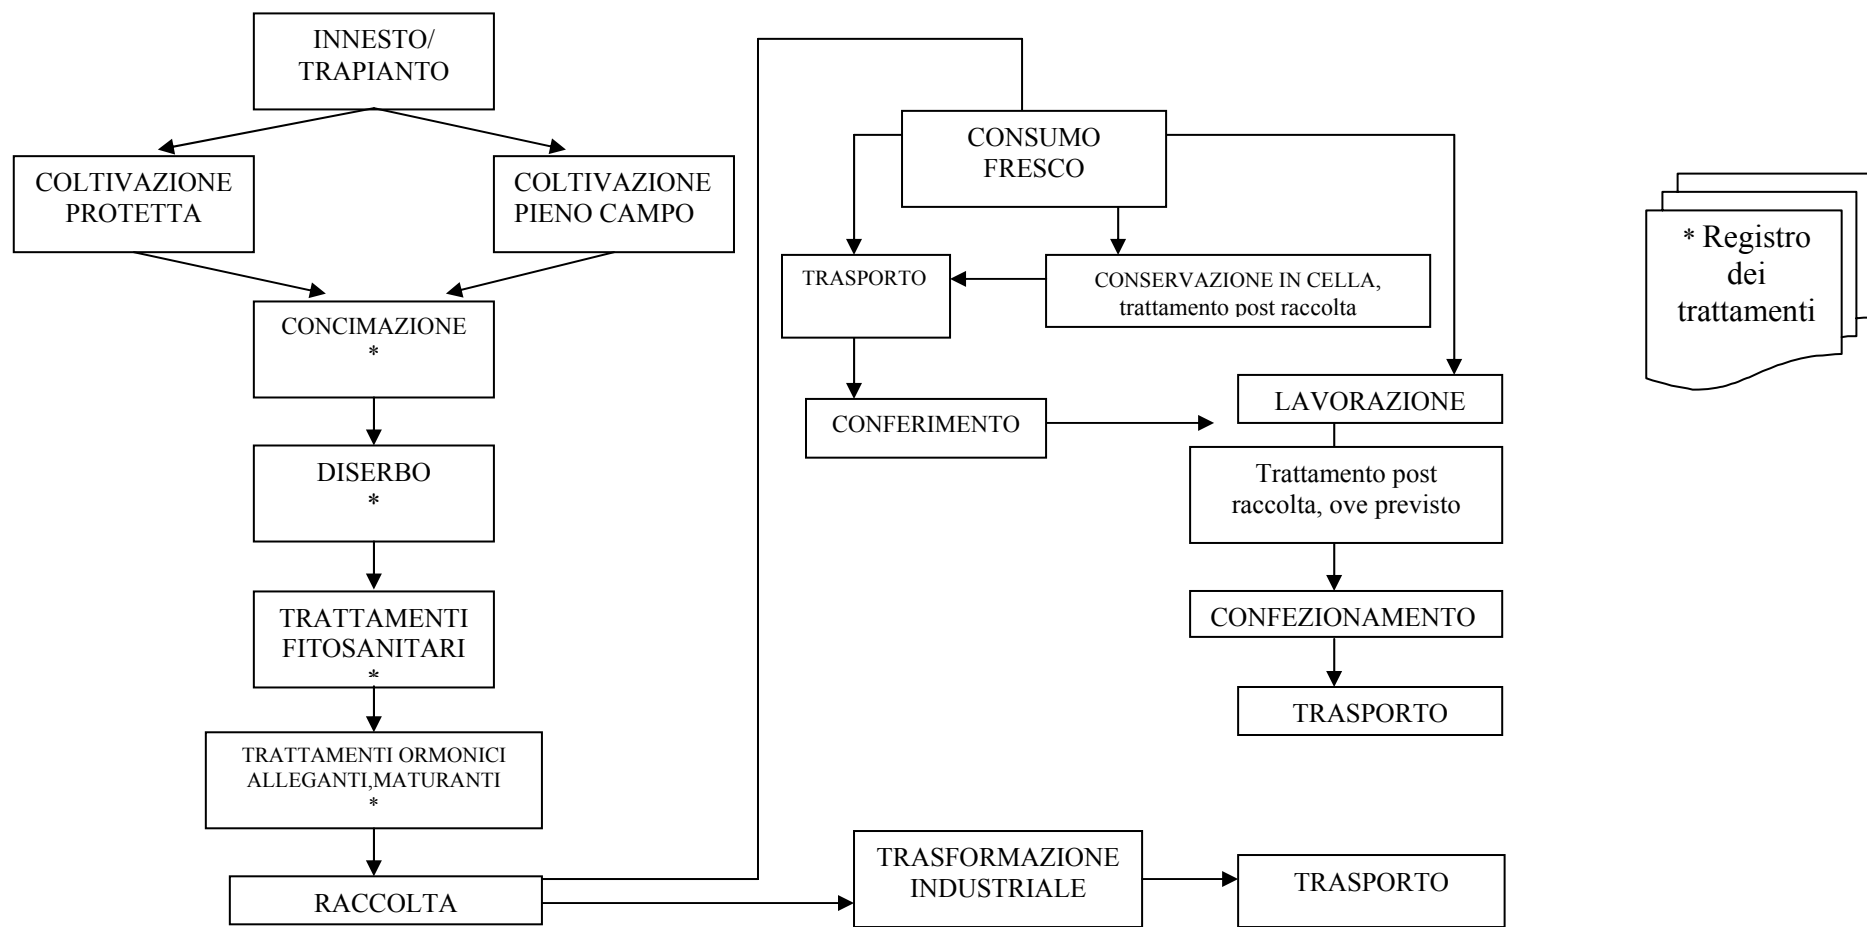 INNESTO/
TRAPIANTO
COLTIVAZIONE
PROTETTA
COLTIVAZIONE
PIENO CAMPO
CONCIMAZIONE
*
DISERBO
*
TRATTAMENTI
FITOSANITARI
*
TRATTAMENTI ORMONICI
ALLEGANTI,MATURANTI
*
RACCOLTA
CONSUMO
FRESCO
TRASPORTO
CONSERVAZIONE IN CELLA,
trattamento post raccolta
CONFERIMENTO
LAVORAZIONE
Trattamento post
raccolta, ove previsto
CONFEZIONAMENTO
TRASPORTO
TRASFORMAZIONE
INDUSTRIALE
TRASPORTO
* Registro
dei
trattamenti